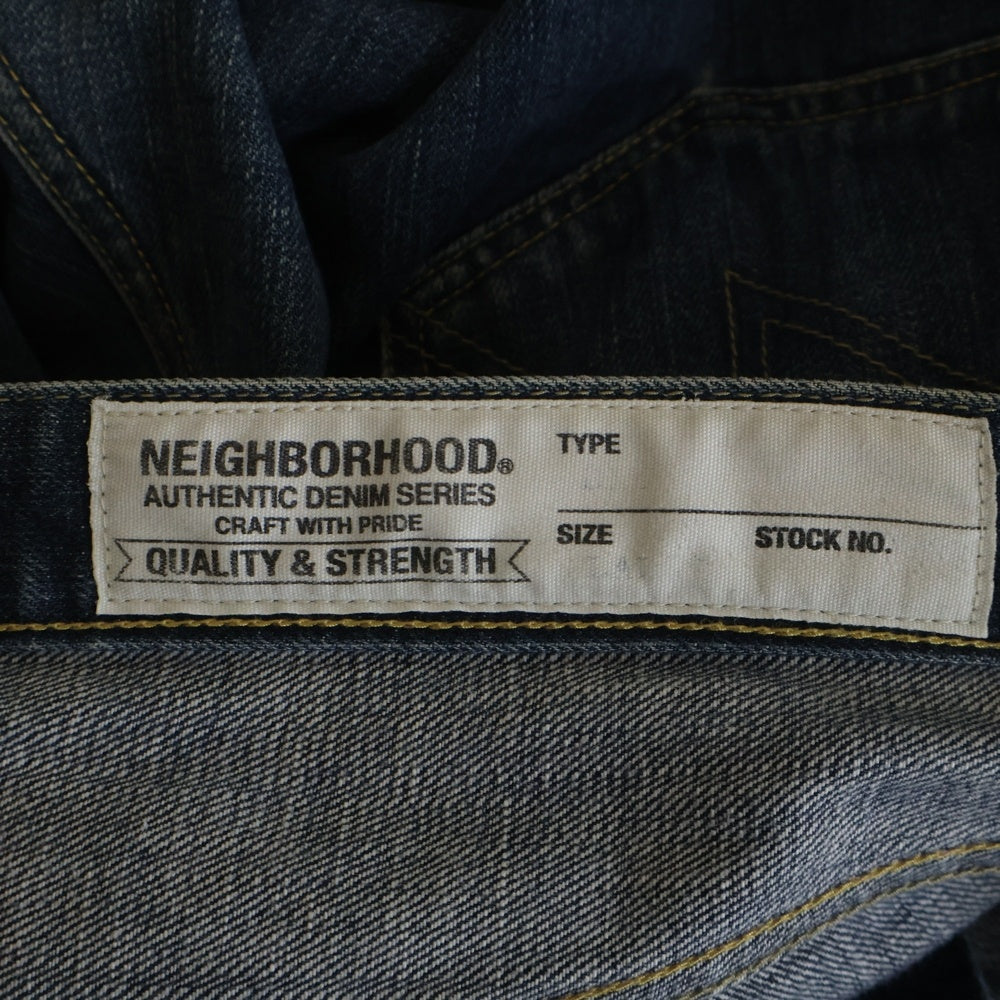 NEIGHBORHOOD®
AUTHENTIC DENIM SERIES
CRAFT WITH PRIDE
QUALITY & STRENGTH
TYPE
SIZE STOCK NO.